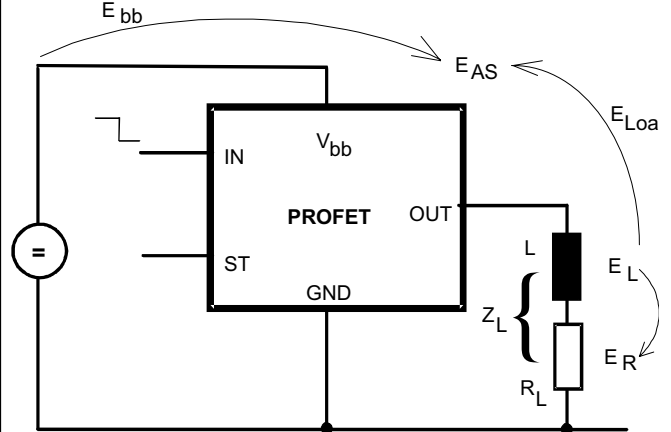 E bb
E AS
E Loa
IN
V bb
PROFET
OUT
=
ST
GND
L
E L
Z L {
E R
R L